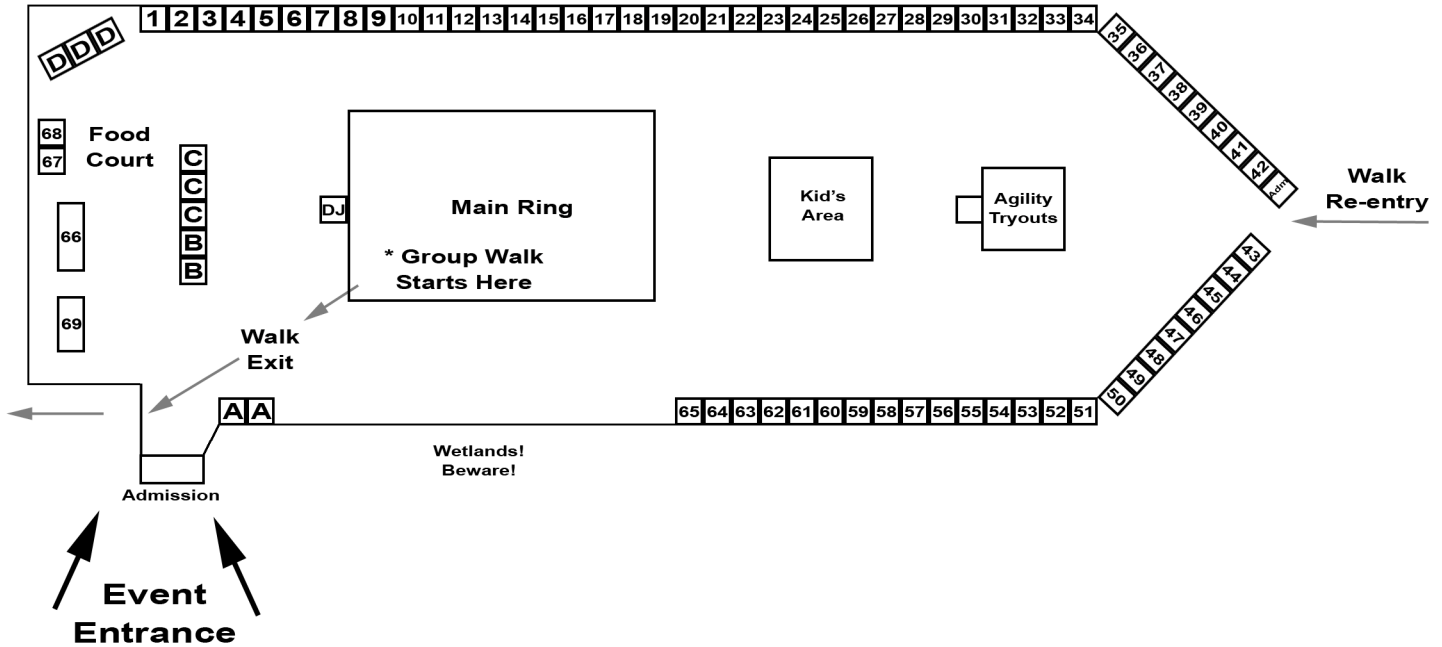 1 2 3 4 5 6 7 8 9 10 11 12 13 14 15 16 17 18 19 20 21 22 23 24 25 26 27 28 29 30 31 32 33 34
35 36 37 38 39 40 41 42 Adm
D D D
68
67
Food
Court
C
C
C
B
B
66
69
DJ
Main Ring
* Group Walk
Starts Here
Kid's
Area
Agility
Tryouts
Walk
Re-entry
Walk
Exit
43
44
45
46
47
48
49
50
A A
65 64 63 62 61 60 59 58 57 56 55 54 53 52 51
Wetlands!
Beware!
Admission
Event
Entrance